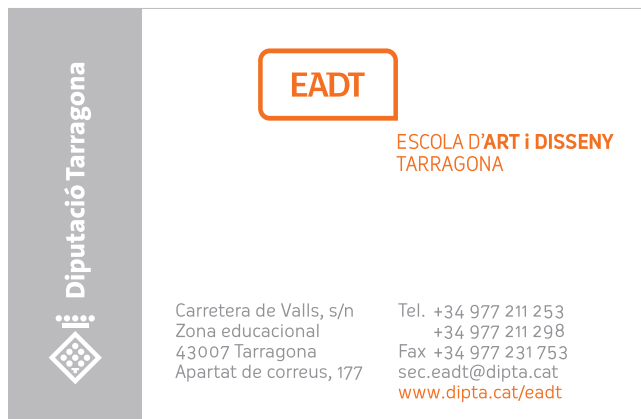 Diputació Tarragona
EADT
ESCOLA D'ART i DISSENY
TARRAGONA
Carretera de Valls, s/n
Zona educacional
43007 Tarragona
Apartat de correus, 177
Tel. +34 977 211 253
+34 977 211 298
Fax +34 977 231 753
sec.eadt@dipta.cat
www.dipta.cat/eadt